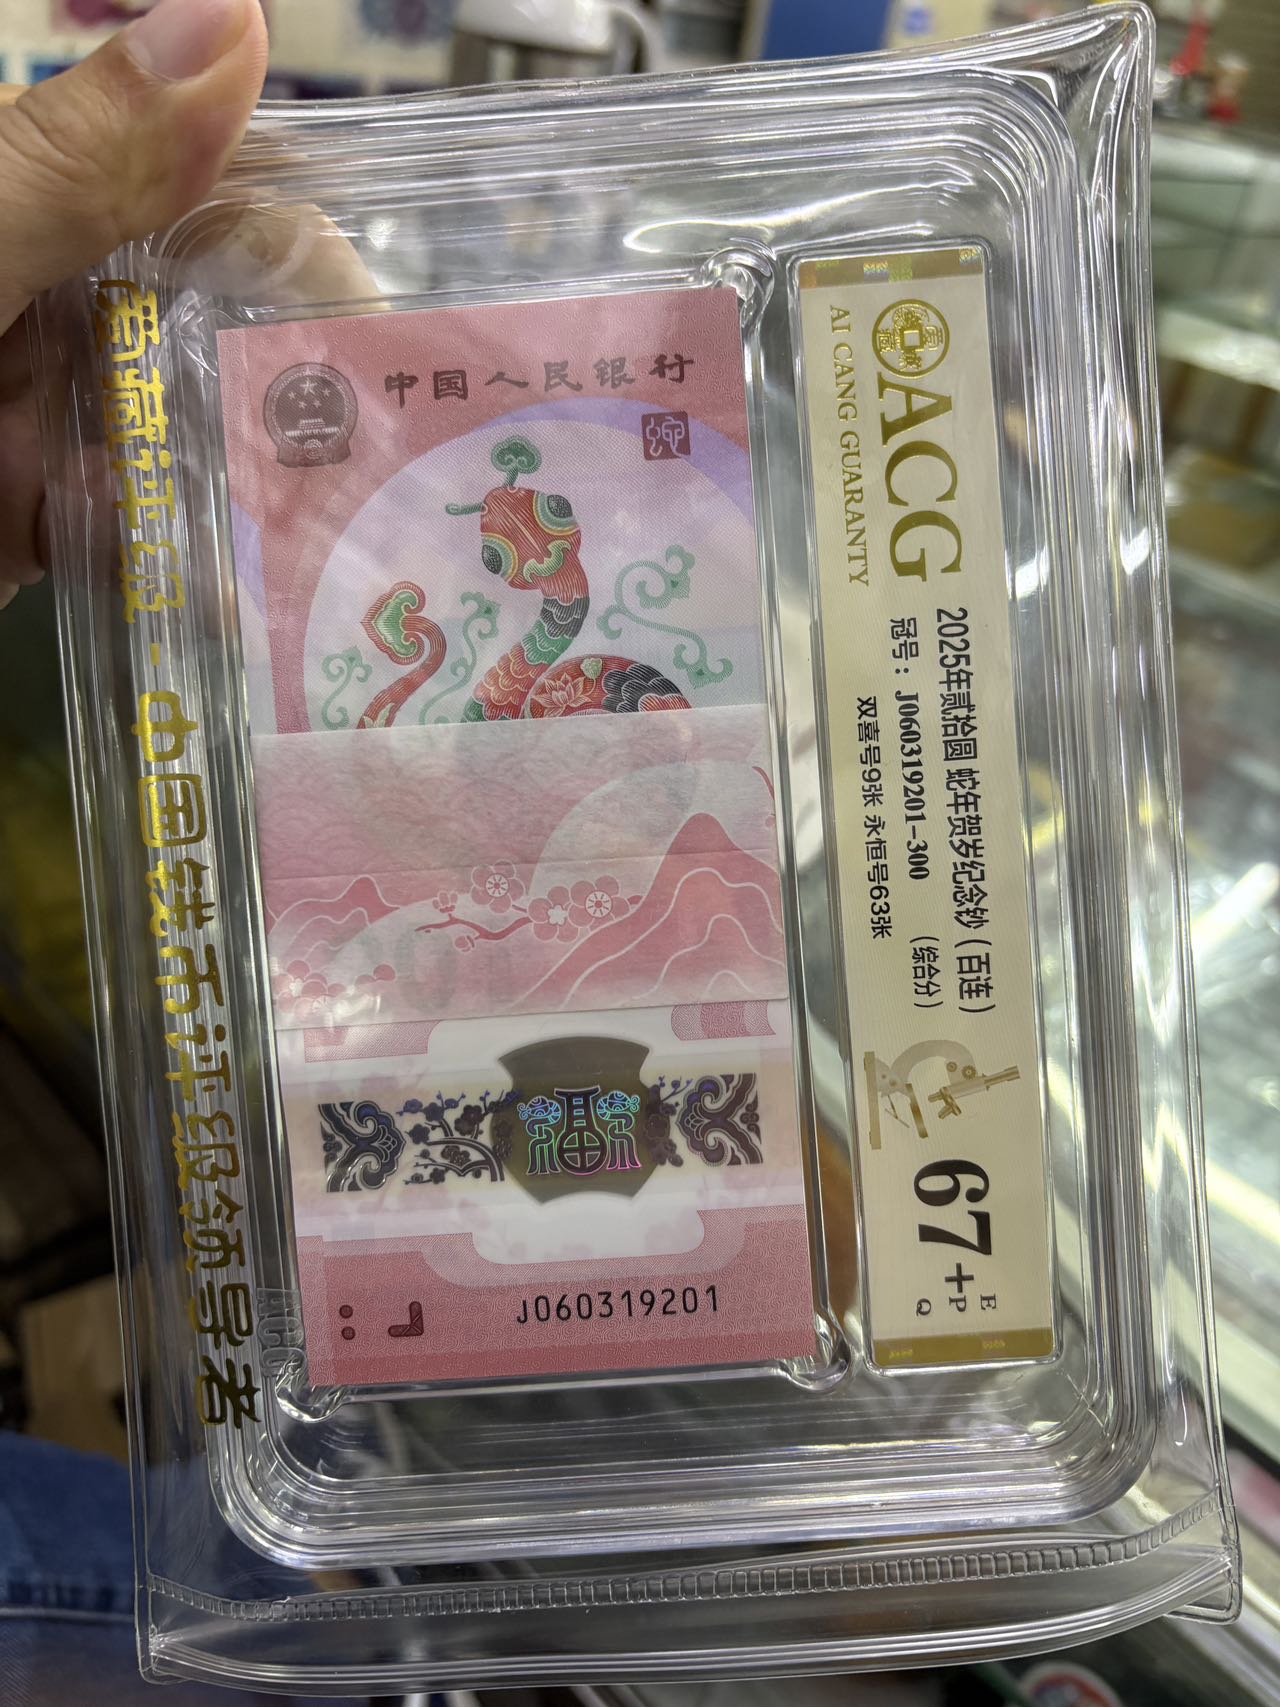 爱藏评级-中国钱币评级领导者
中国人民银行
J060319201
ACG
AI CANG GUARANTY
2025年贰拾圆 蛇年贺岁纪念钞（百连）
冠号：J060319201-300 （综合分）
双喜号9张 永恒号63张
67+
E
P
Q